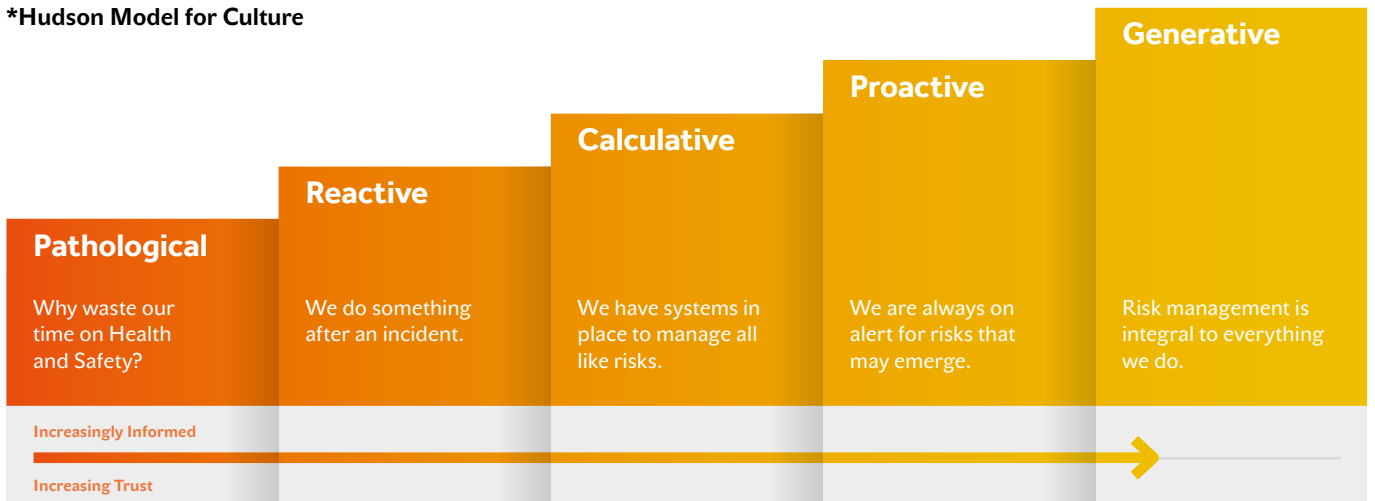 *Hudson Model for Culture
Pathological
Why waste our
time on Health
and Safety?
Reactive
We do something
after an incident.
Calculative
We have systems in
place to manage all
like risks.
Proactive
We are always on
alert for risks that
may emerge.
Generative
Risk management is
integral to everything
we do.
Increasingly Informed
Increasing Trust